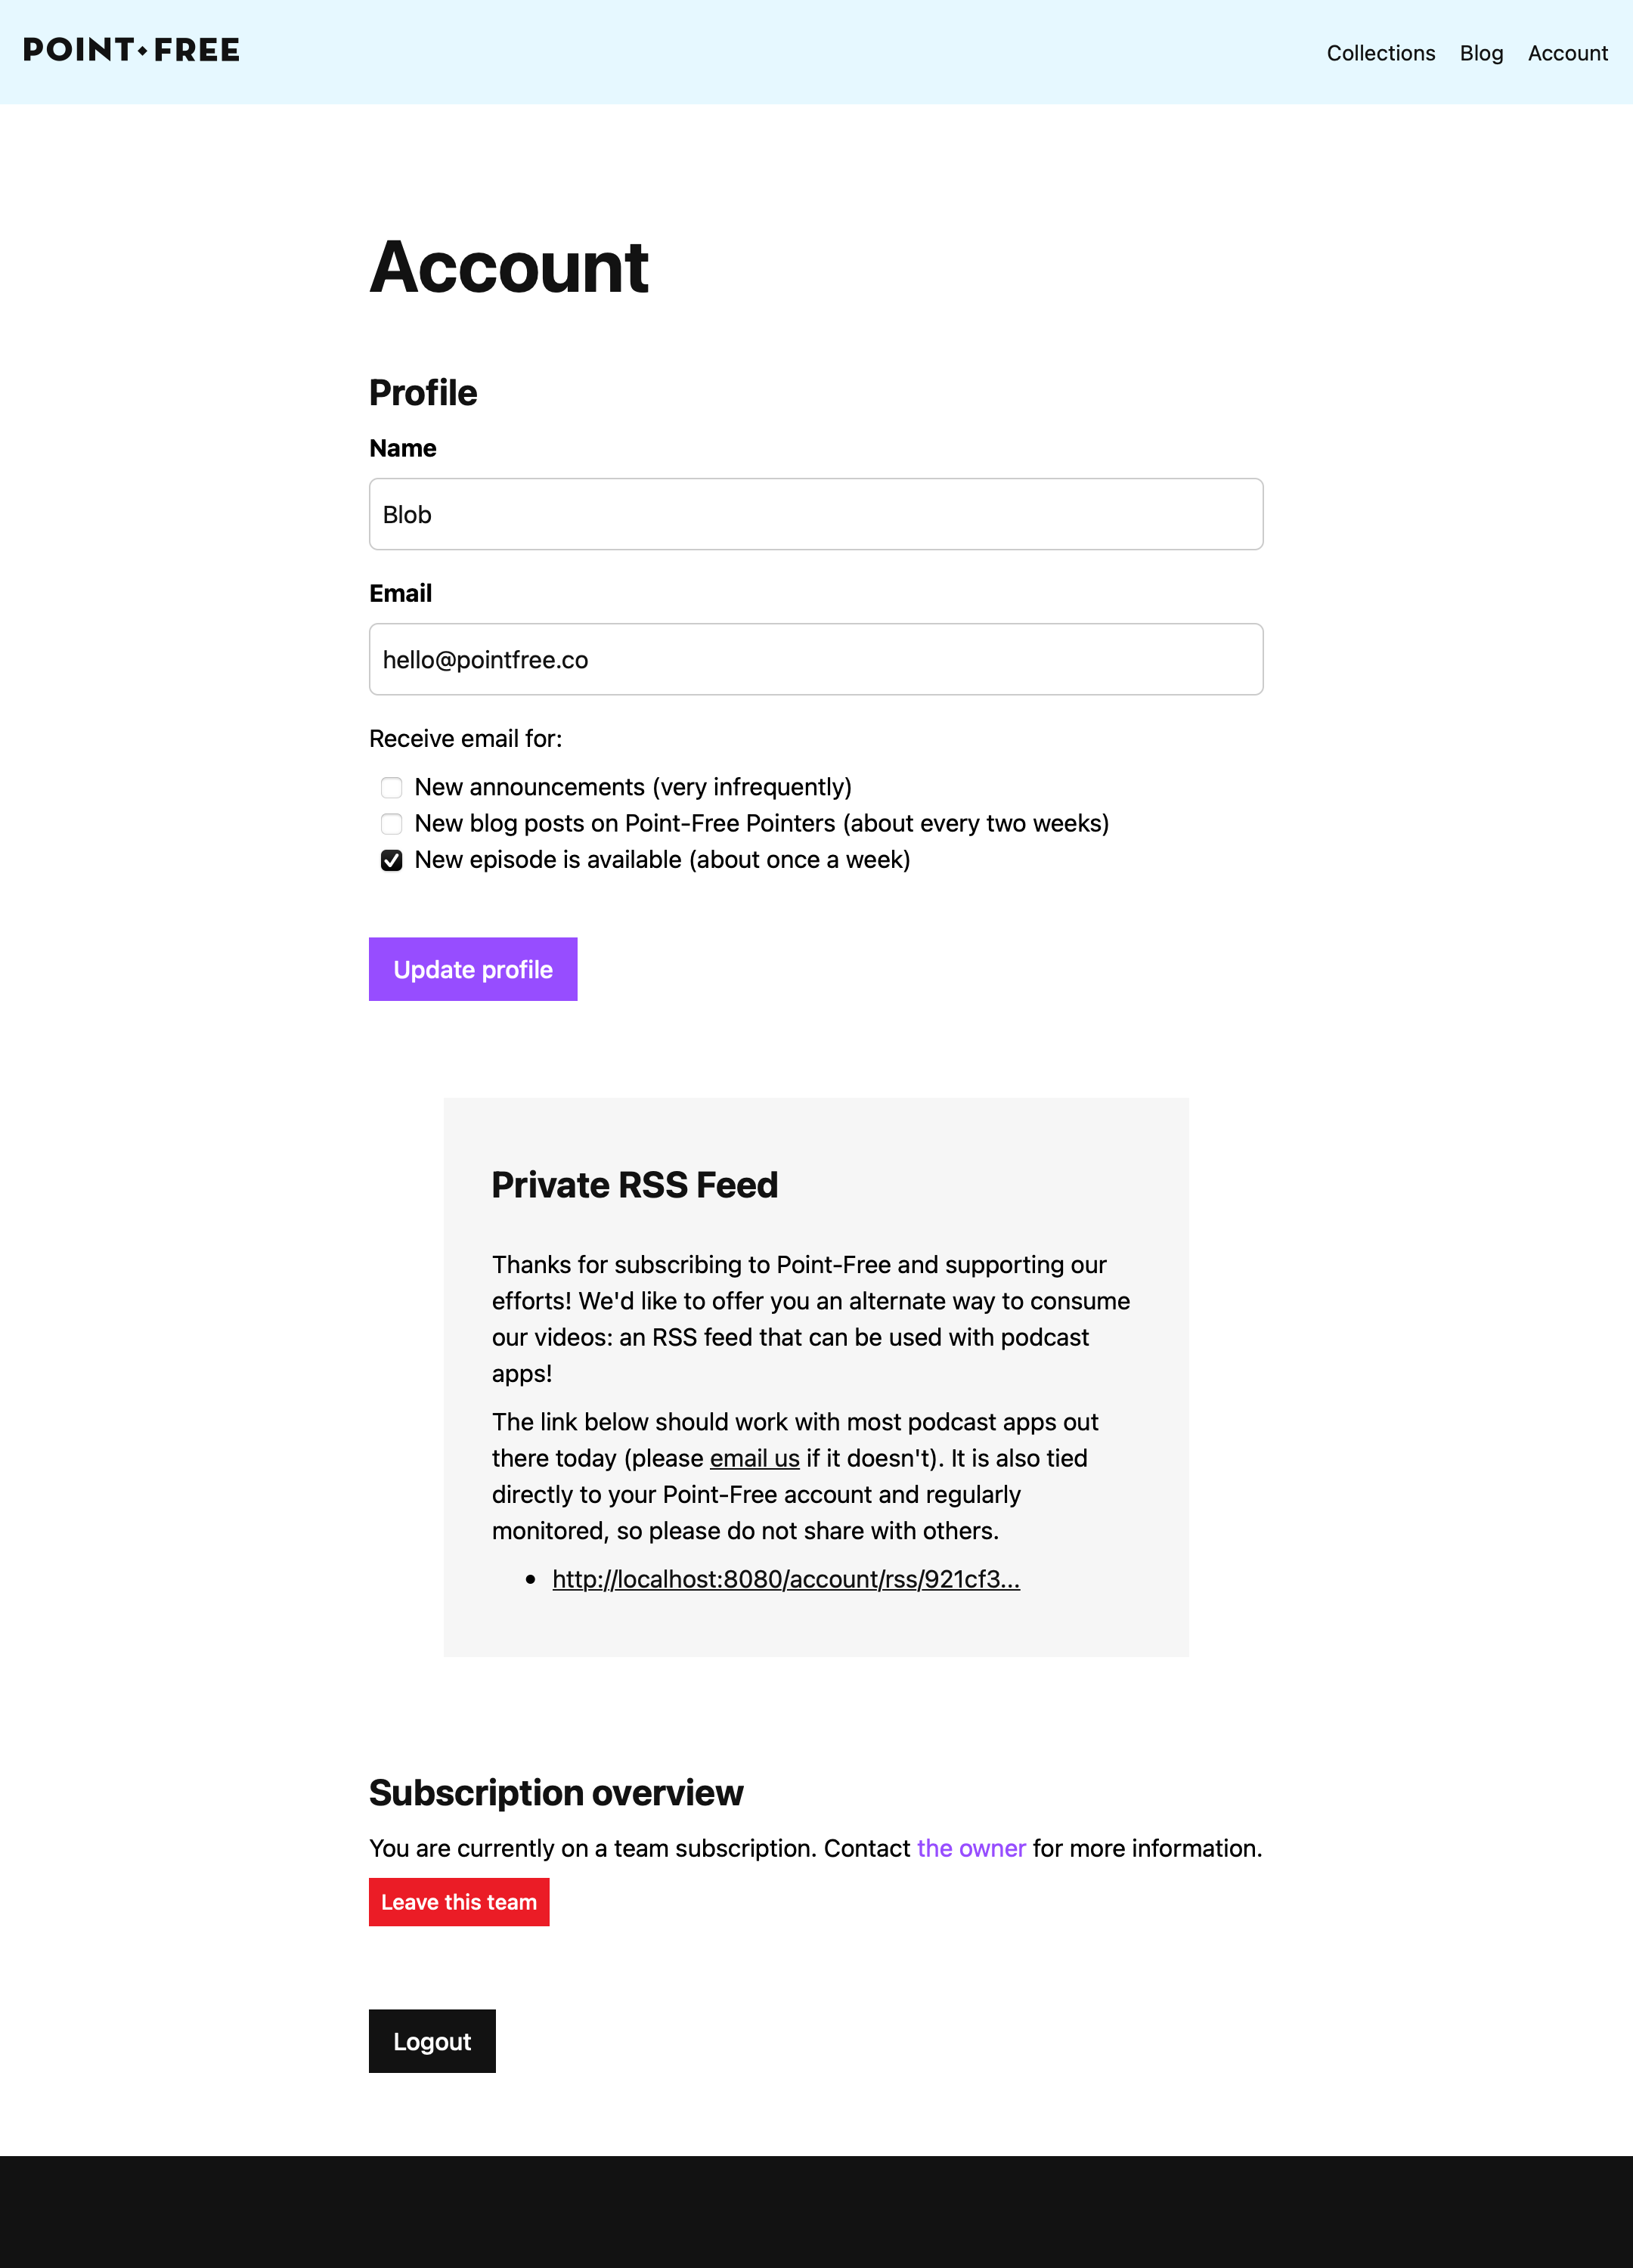 POINT◆FREE
Collections Blog Account
Account
Profile
Name
Blob
Email
hello@pointfree.co
Receive email for:
New announcements (very infrequently)
New blog posts on Point-Free Pointers (about every two weeks)
New episode is available (about once a week)
Update profile
Private RSS Feed
Thanks for subscribing to Point-Free and supporting our
efforts! We'd like to offer you an alternate way to consume
our videos: an RSS feed that can be used with podcast
apps!
The link below should work with most podcast apps out
there today (please email us if it doesn't). It is also tied
directly to your Point-Free account and regularly
monitored, so please do not share with others.
• http://localhost:8080/account/rss/921cf3...
Subscription overview
You are currently on a team subscription. Contact the owner for more information.
Leave this team
Logout